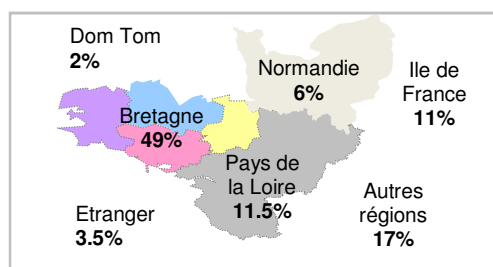 Dom Tom
2%
Normandie
6%
Ile de
France
11%
Bretagne
49%
Pays de
la Loire
11.5%
Etranger
3.5%
Autres
régions
17%